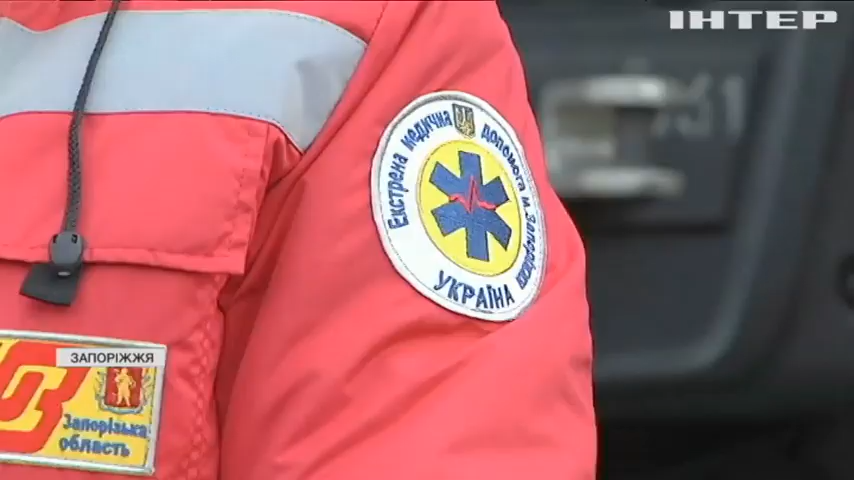 ІНТЕР
Екстрена медична допомога м. Запоріжжя
УКРАЇНА
ЗАПОРІЖЖЯ
Запорізька
область